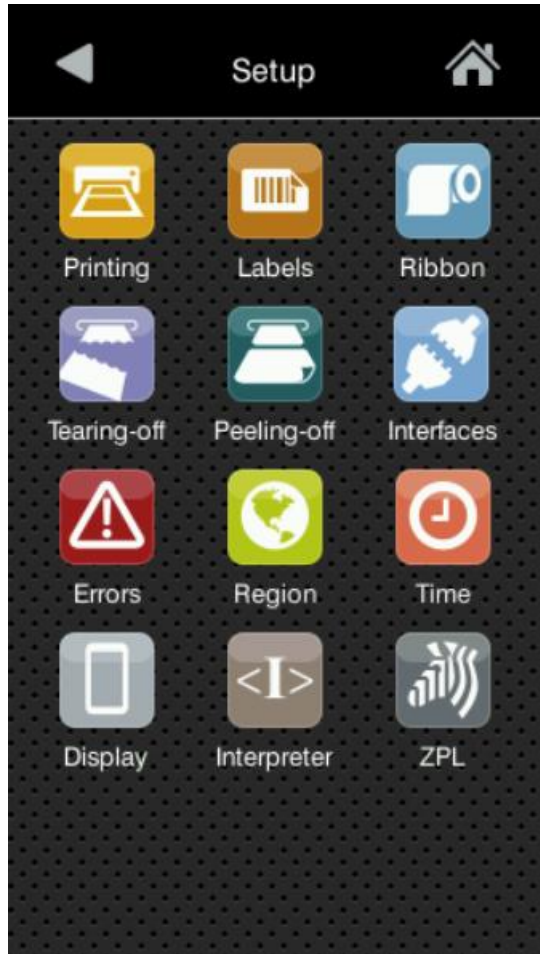 Setup
Printing Labels Ribbon
Tearing-off Peeling-off Interfaces
Errors Region Time
<I>
Display Interpreter ZPL